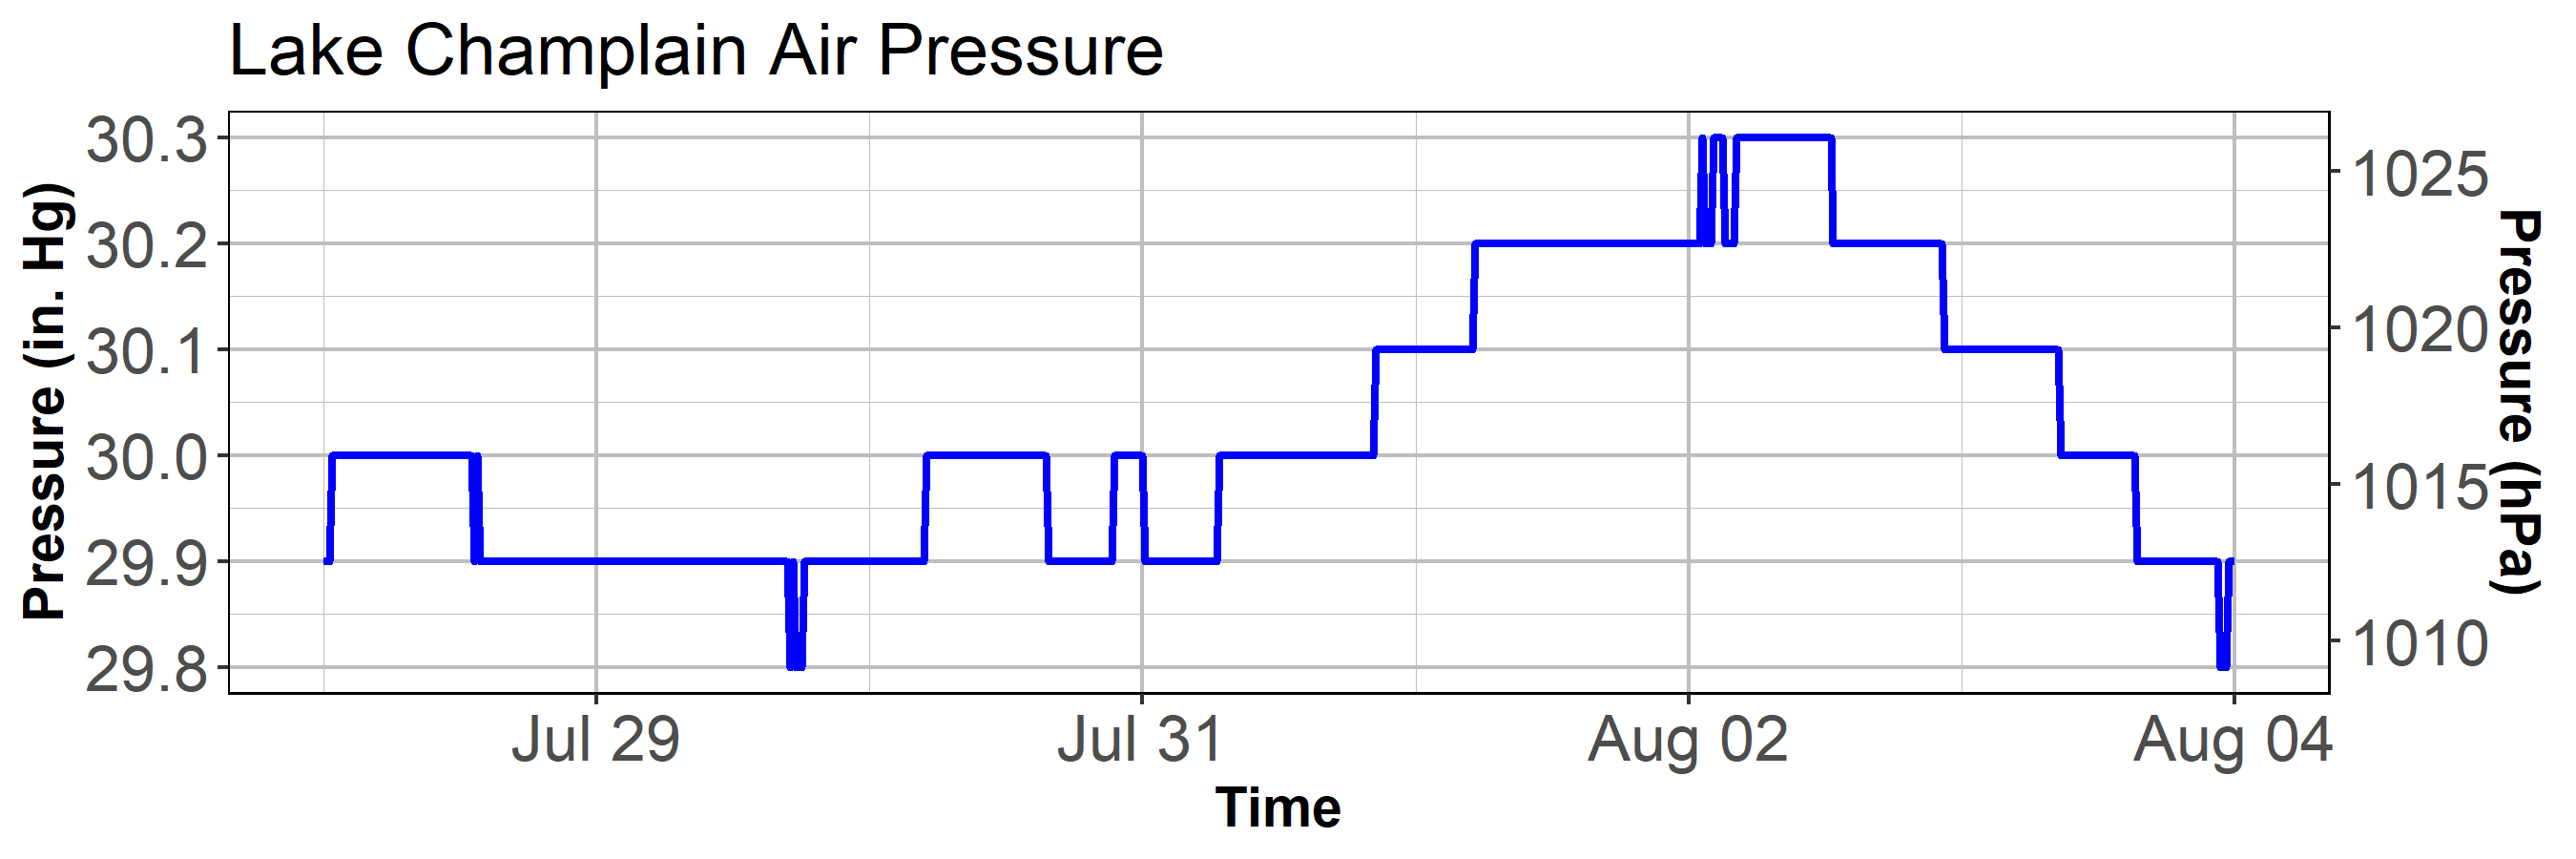 Lake Champlain Air Pressure
Pressure (in. Hg)
30.3
30.2
30.1
30.0
29.9
29.8
1025
1020
1015
1010
Pressure (hPa)
Jul 29
Jul 31
Aug 02
Aug 04
Time